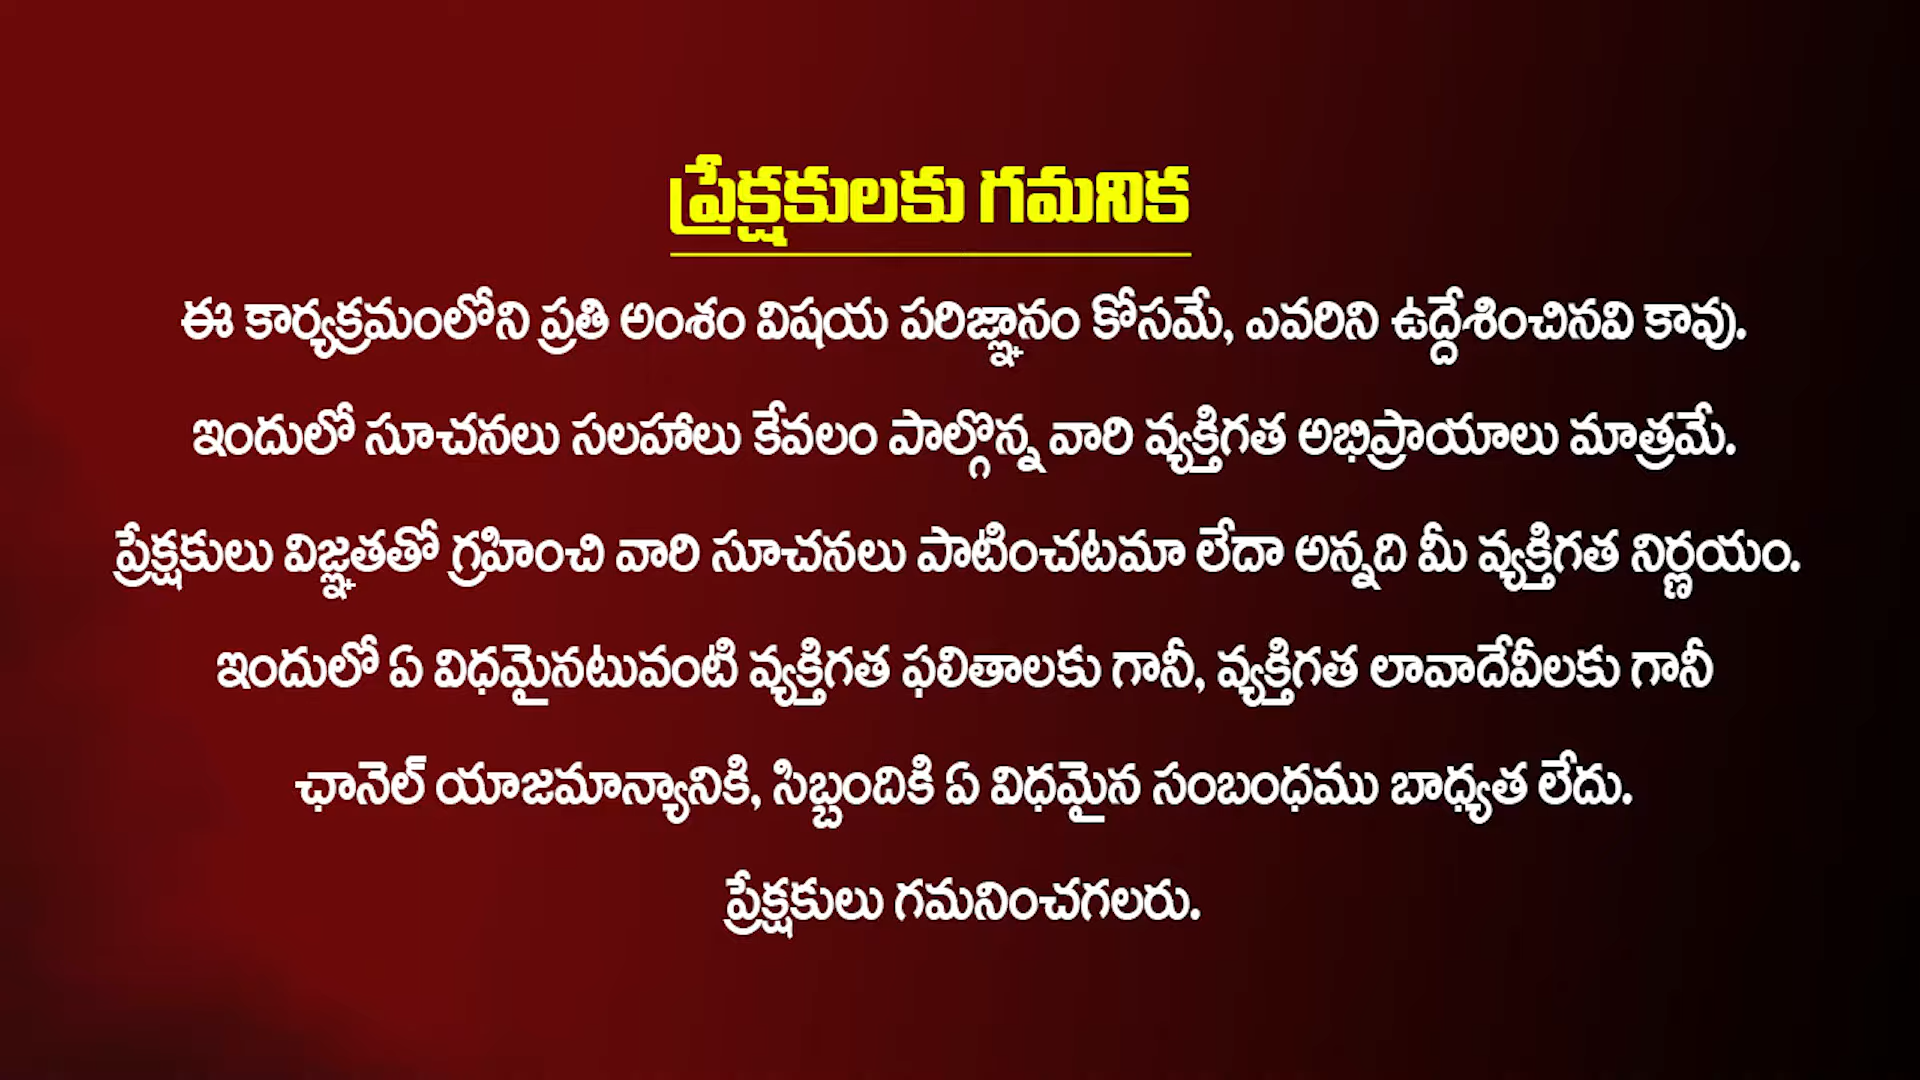 ప్రేక్షకులకు గమనిక
ఈ కార్యక్రమంలోని ప్రతి అంశం విషయ పరిజ్ఞానం కోసమే, ఎవరిని ఉద్దేశించినవి కావు.
ఇందులో సూచనలు సలహాలు కేవలం పాల్గొన్న వారి వ్యక్తిగత అభిప్రాయాలు మాత్రమే.
ప్రేక్షకులు విజ్ఞతతో గ్రహించి వారి సూచనలు పాటించటమా లేదా అన్నది మీ వ్యక్తిగత నిర్ణయం.
ఇందులో ఏ విధమైనటువంటి వ్యక్తిగత ఫలితాలకు గానీ, వ్యక్తిగత లావాదేవీలకు గానీ
ఛానెల్ యాజమాన్యానికి, సిబ్బందికి ఏ విధమైన సంబంధము బాధ్యత లేదు.
ప్రేక్షకులు గమనించగలరు.